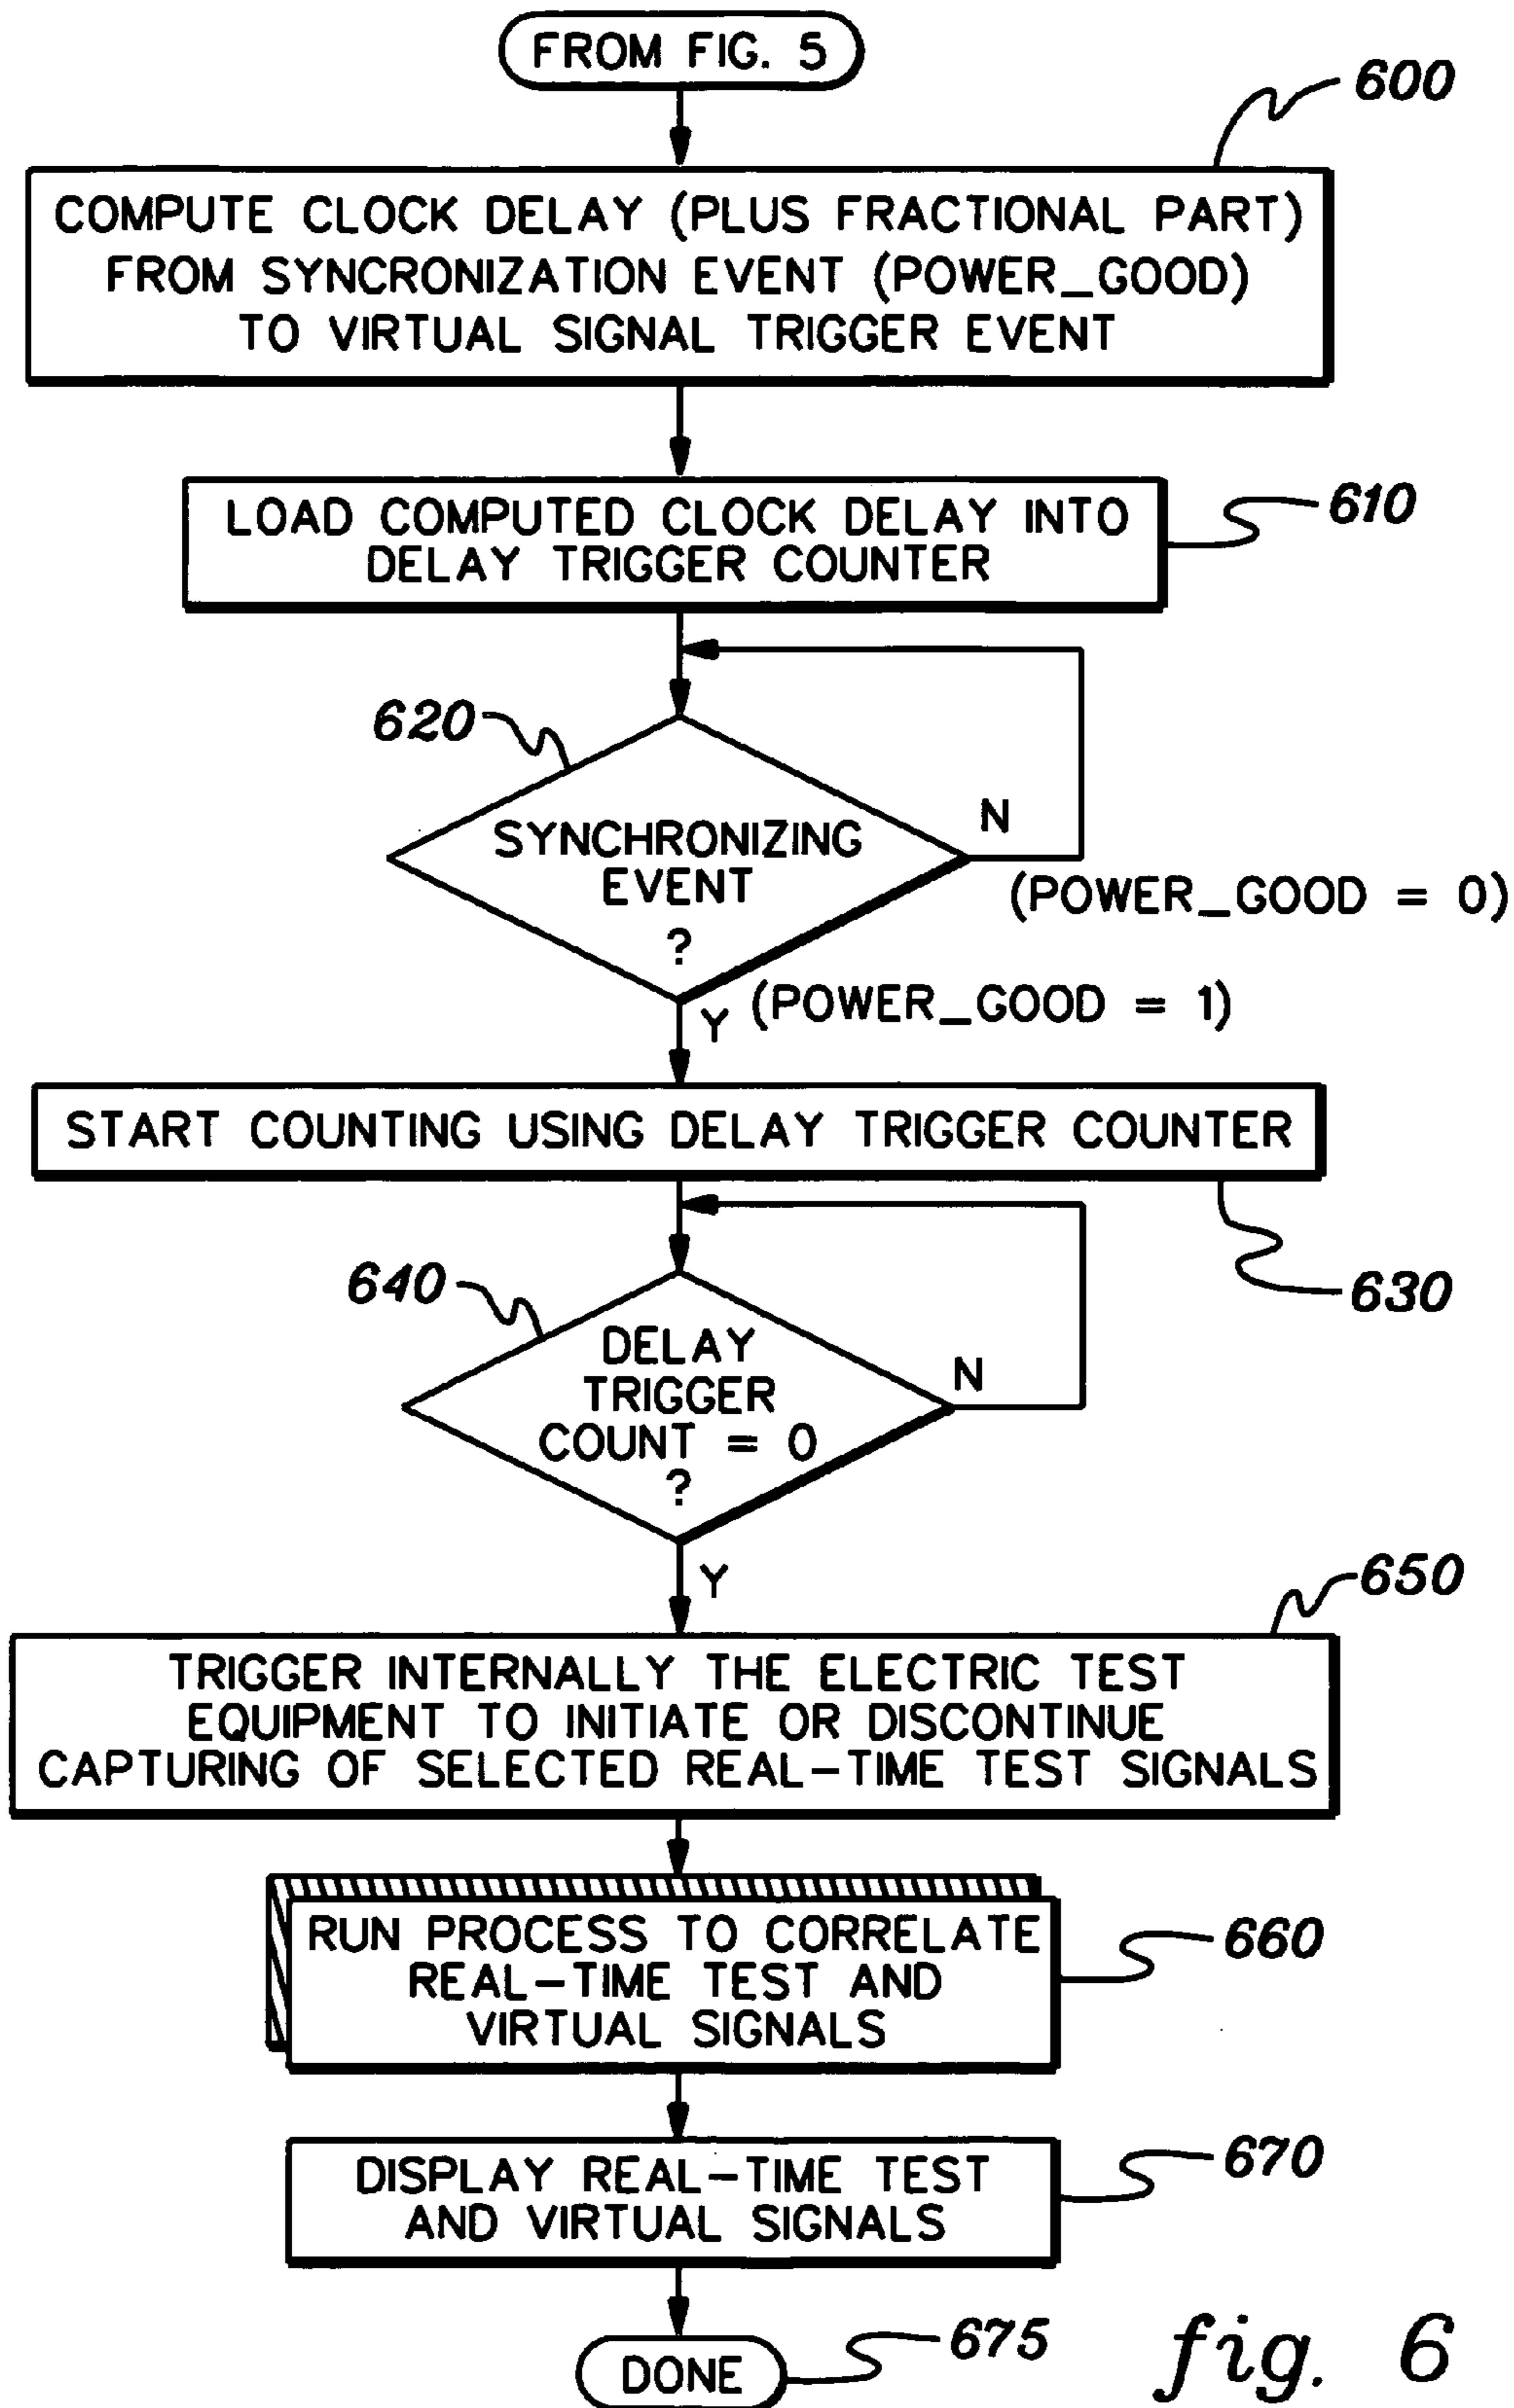 FROM FIG. 5
600
COMPUTE CLOCK DELAY (PLUS FRACTIONAL PART)
FROM SYNCRONIZATION EVENT (POWER_GOOD)
TO VIRTUAL SIGNAL TRIGGER EVENT
LOAD COMPUTED CLOCK DELAY INTO
DELAY TRIGGER COUNTER
610
620
SYNCHRONIZING
EVENT
?
N
(POWER_GOOD = 0)
Y (POWER_GOOD = 1)
START COUNTING USING DELAY TRIGGER COUNTER
630
640
DELAY
TRIGGER
COUNT = 0
?
N
Y
650
TRIGGER INTERNALLY THE ELECTRIC TEST
EQUIPMENT TO INITIATE OR DISCONTINUE
CAPTURING OF SELECTED REAL-TIME TEST SIGNALS
RUN PROCESS TO CORRELATE
REAL-TIME TEST AND
VIRTUAL SIGNALS
660
DISPLAY REAL-TIME TEST
AND VIRTUAL SIGNALS
670
DONE
675
fig. 6